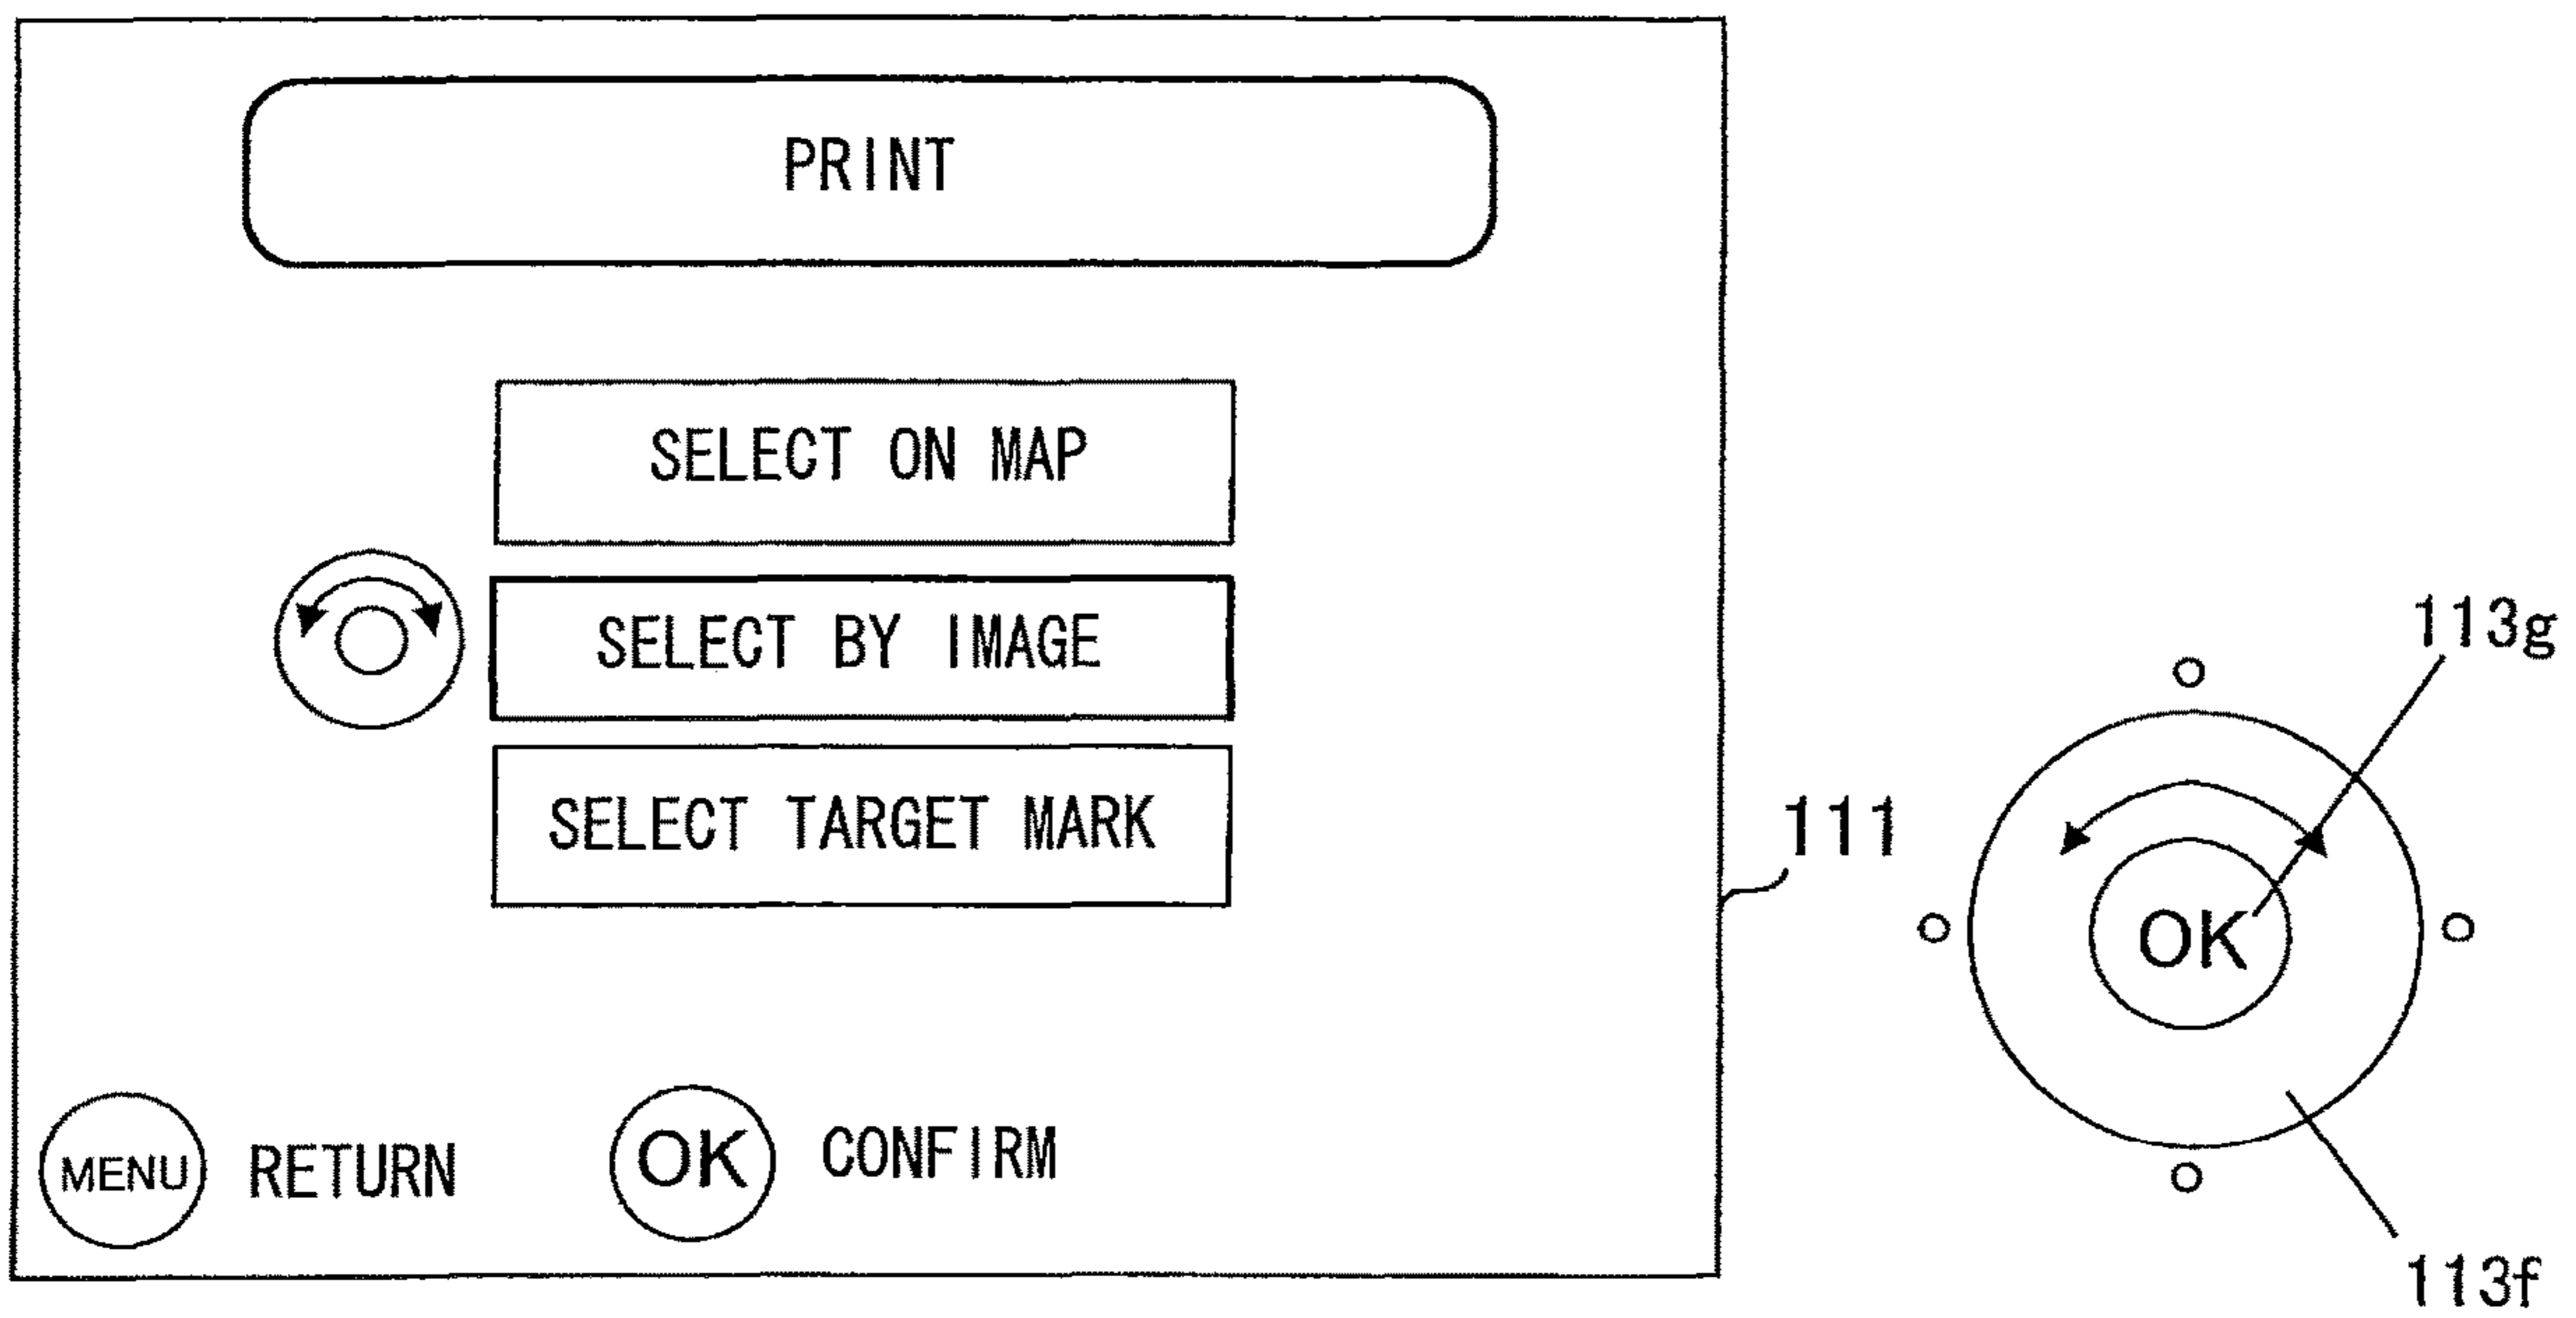 PRINT
SELECT ON MAP
SELECT BY IMAGE
SELECT TARGET MARK
MENU RETURN OK CONFIRM
111
113g
OK
113f